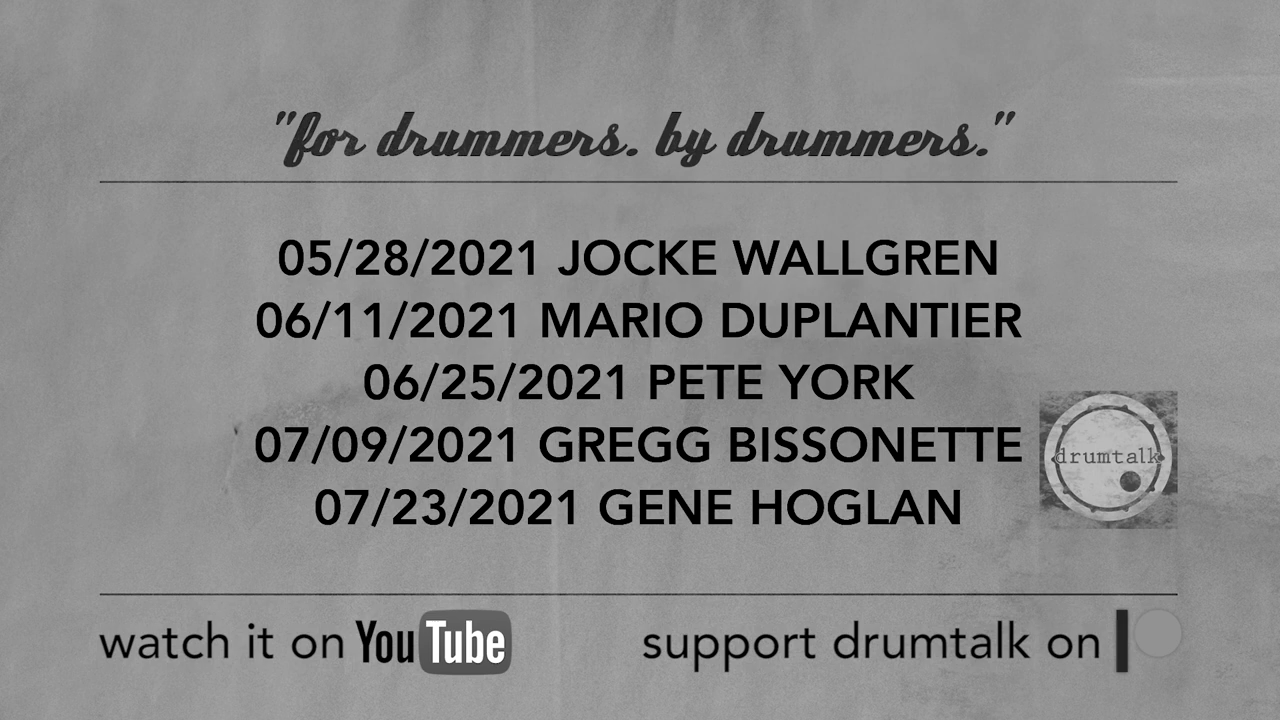 "for drummers. by drummers."
05/28/2021 JOCKE WALLGREN
06/11/2021 MARIO DUPLANTIER
06/25/2021 PETE YORK
07/09/2021 GREGG BISSONETTE
07/23/2021 GENE HOGLAN
drumtalk
watch it on YouTube
support drumtalk on